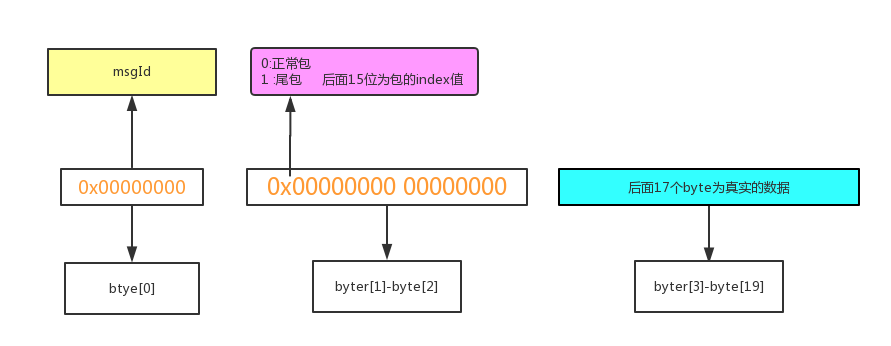 msgId
0:正常包
1 :尾包 后面15位为包的index值
0x00000000
0x00000000 00000000
后面17个byte为真实的数据
btye[0]
byter[1]-byte[2]
byter[3]-byte[19]